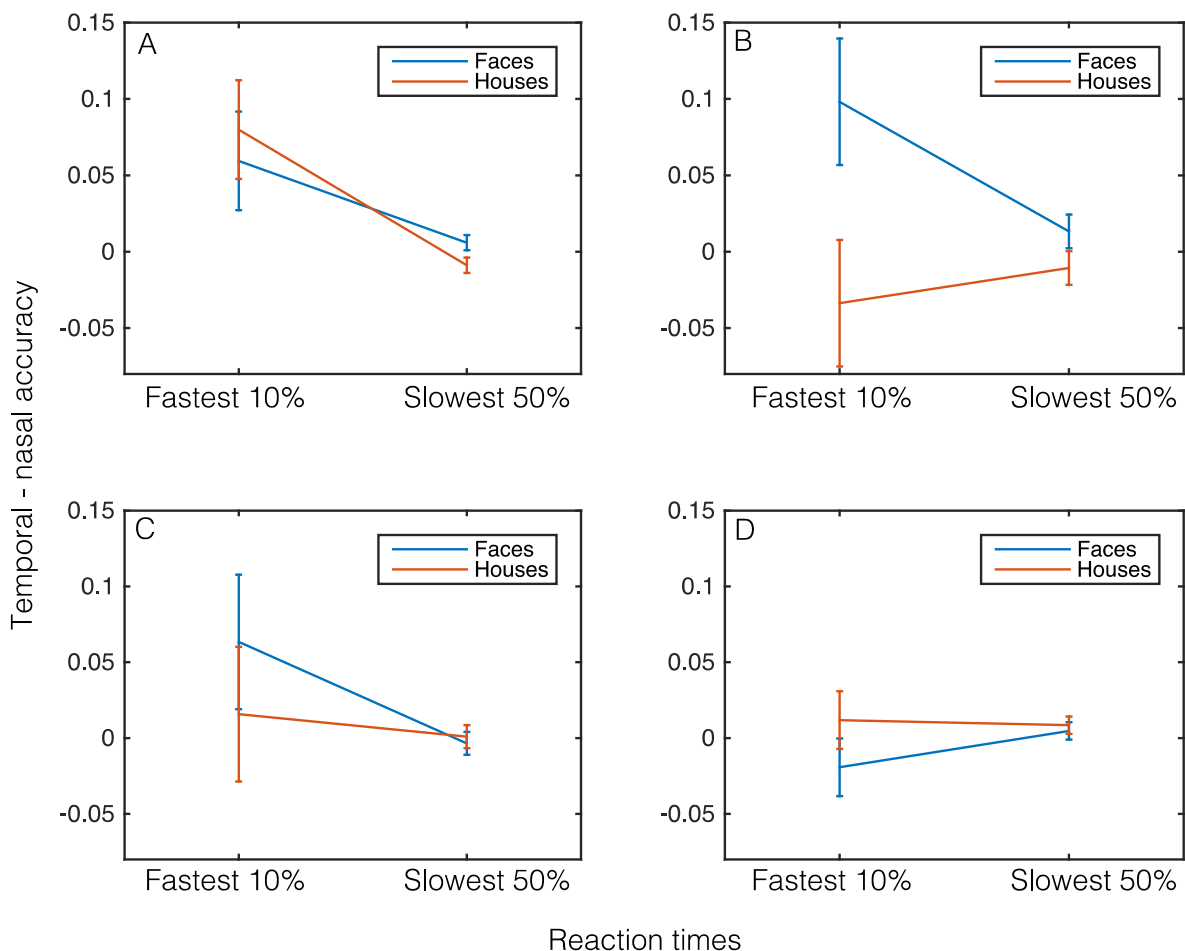 Temporal - nasal accuracy
A
Faces
Houses
0.15
0.1
0.05
0
-0.05
Fastest 10%
Slowest 50%
B
Faces
Houses
0.15
0.1
0.05
0
-0.05
Fastest 10%
Slowest 50%
C
Faces
Houses
0.15
0.1
0.05
0
-0.05
Fastest 10%
Slowest 50%
D
Faces
Houses
0.15
0.1
0.05
0
-0.05
Fastest 10%
Slowest 50%
Reaction times